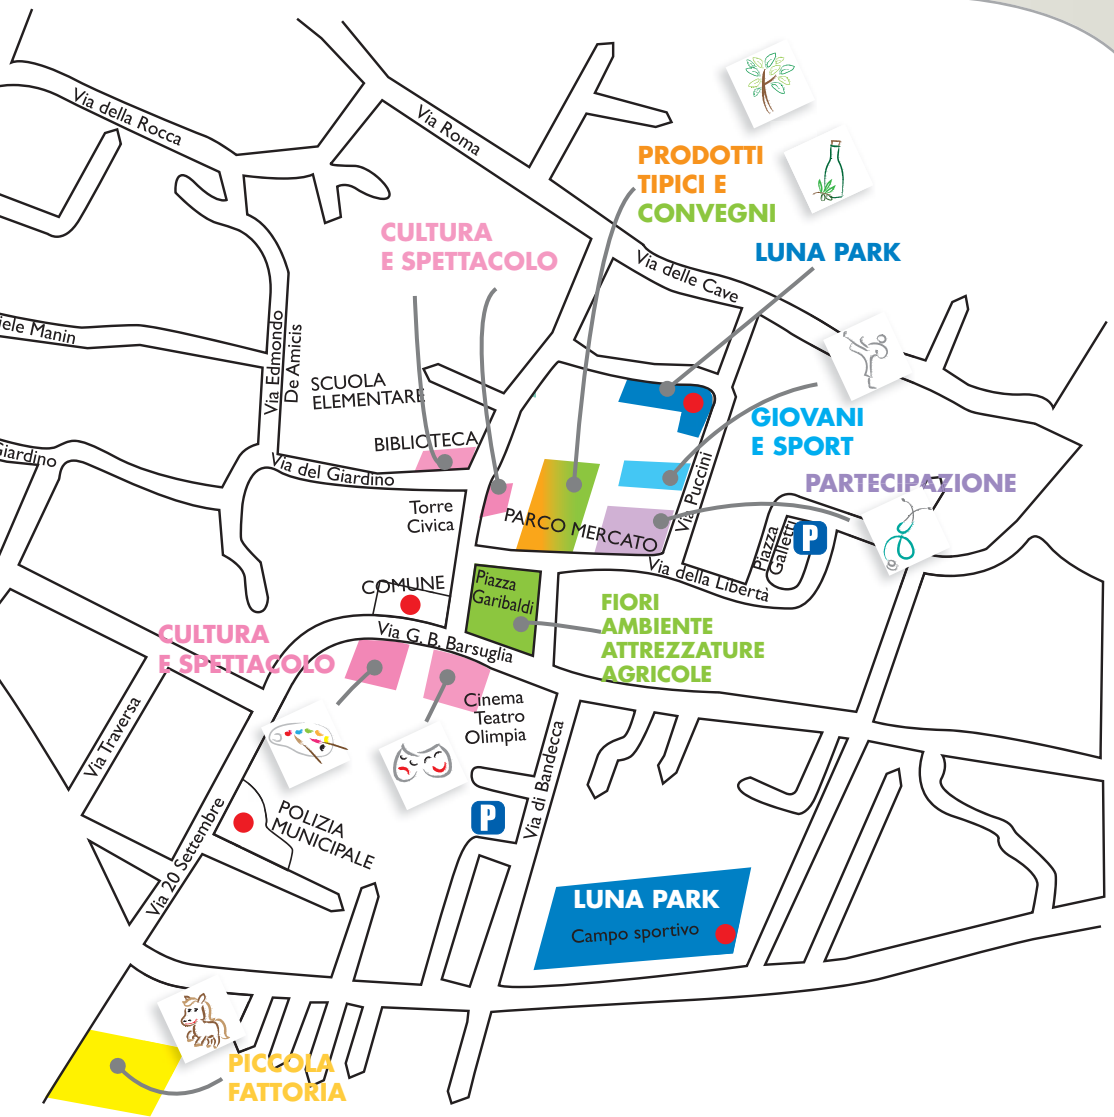 Via della Rocca
Via Roma
PRODOTTI
TIPICI E
CONVEGNI
CULTURA
E SPETTACOLO
LUNA PARK
Via delle Cave
iele Manin
Via Edmondo
De Amicis
SCUOLA
ELEMENTARE
BIBLIOTECA
GIOVANI
E SPORT
Giardino
Via del Giardino
Via Puccini
PARTECIPAZIONE
Torre
Civica
PARCO MERCATO
Piazza
Galletti
P
Via della Libertà
COMUNE
Piazza
Garibaldi
FIORI
AMBIENTE
ATTREZZATURE
AGRICOLE
CULTURA
E SPETTACOLO
Via G. B. Barsuglia
Cinema
Teatro
Olimpia
Via Traversa
Via di Bandecca
P
POLIZIA
MUNICIPALE
Via 20 Settembre
LUNA PARK
Campo sportivo
PICCOLA
FATTORIA